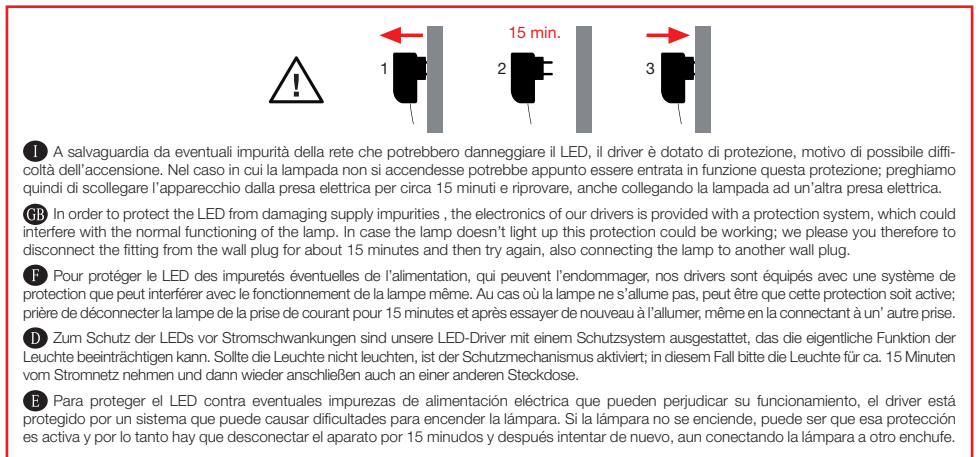 15 min.
1 2 3
I A salvaguardia da eventuali impurità della rete che potrebbero danneggiare il LED, il driver è dotato di protezione, motivo di possibile diffi-
coltà dell'accensione. Nel caso in cui la lampada non si accendesse potrebbe appunto essere entrata in funzione questa protezione; preghiamo
quindi di scollegare l'apparecchio dalla presa elettrica per circa 15 minuti e riprovare, anche collegando la lampada ad un'altra presa elettrica.
GB In order to protect the LED from damaging supply impurities , the electronics of our drivers is provided with a protection system, which could
interfere with the normal functioning of the lamp. In case the lamp doesn't light up this protection could be working; we please you therefore to
disconnect the fitting from the wall plug for about 15 minutes and then try again, also connecting the lamp to another wall plug.
F Pour protéger le LED des impuretés éventuelles de l'alimentation, qui peuvent l'endommager, nos drivers sont équipés avec une système de
protection que peut interférer avec le fonctionnement de la lampe même. Au cas où la lampe ne s'allume pas, peut être que cette protection soit active;
prière de déconnecter la lampe de la prise de courant pour 15 minutes et après essayer de nouveau à l'allumer, même en la connectant à un' autre prise.
D Zum Schutz der LEDs vor Stromschwankungen sind unsere LED-Driver mit einem Schutzsystem ausgestattet, das die eigentliche Funktion der
Leuchte beeinträchtigen kann. Sollte die Leuchte nicht leuchten, ist der Schutzmechanismus aktiviert; in diesem Fall bitte die Leuchte für ca. 15 Minuten
vom Stromnetz nehmen und dann wieder anschließen auch an einer anderen Steckdose.
E Para proteger el LED contra eventuales impurezas de alimentación eléctrica que pueden perjudicar su funcionamiento, el driver está
protegido por un sistema que puede causar dificultades para encender la lámpara. Si la lámpara no se enciende, puede ser que esa protección
es activa y por lo tanto hay que desconectar el aparato por 15 minudos y después intentar de nuevo, aun conectando la lámpara a otro enchufe.